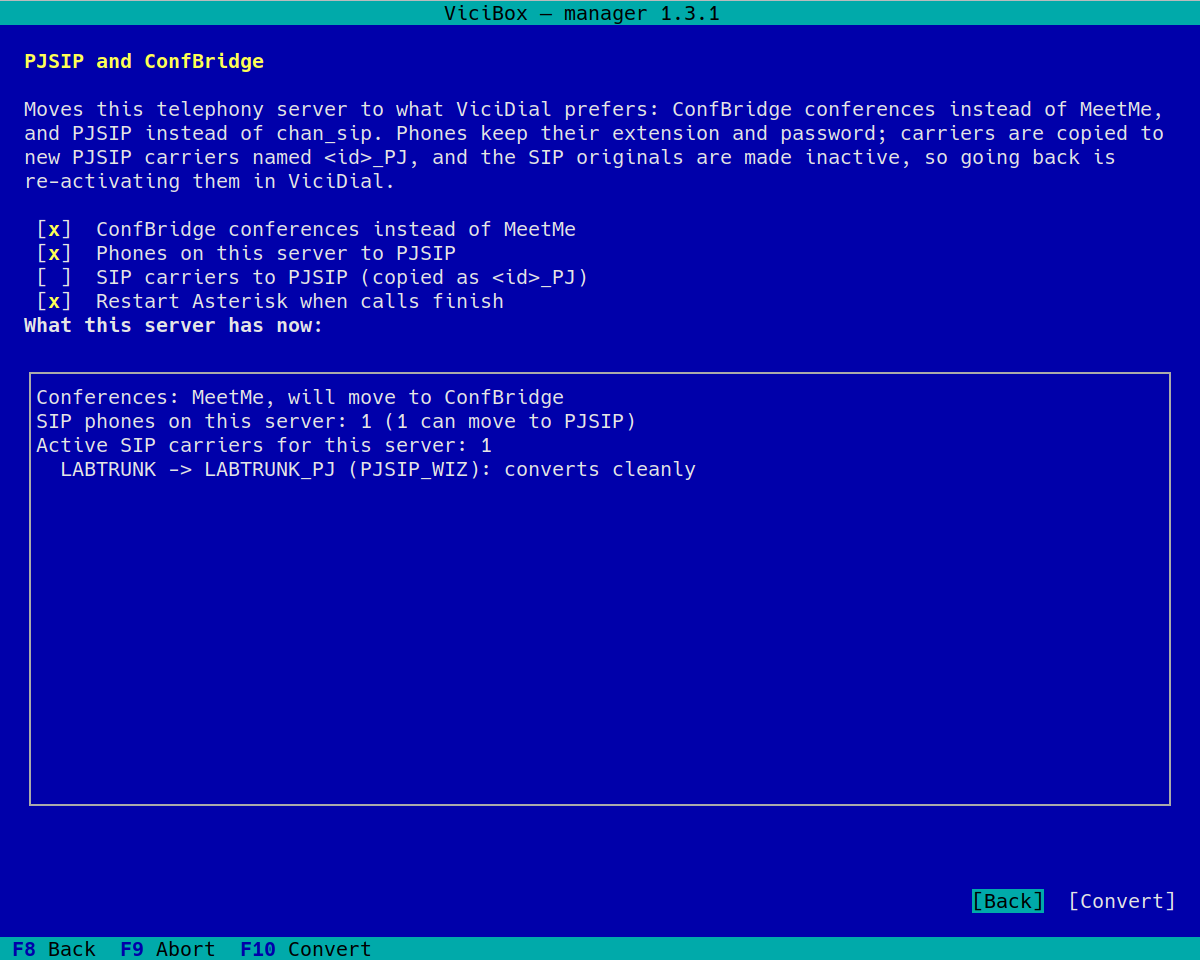 ViciBox — manager 1.3.1
PJSIP and ConfBridge
Moves this telephony server to what ViciDial prefers: ConfBridge conferences instead of MeetMe,
and PJSIP instead of chan_sip. Phones keep their extension and password; carriers are copied to
new PJSIP carriers named <id>_PJ, and the SIP originals are made inactive, so going back is
re-activating them in ViciDial.
[x] ConfBridge conferences instead of MeetMe
[x] Phones on this server to PJSIP
[ ] SIP carriers to PJSIP (copied as <id>_PJ)
[x] Restart Asterisk when calls finish
What this server has now:
Conferences: MeetMe, will move to ConfBridge
SIP phones on this server: 1 (1 can move to PJSIP)
Active SIP carriers for this server: 1
LABTRUNK -> LABTRUNK_PJ (PJSIP_WIZ): converts cleanly
[Back] [Convert]
F8 Back F9 Abort F10 Convert